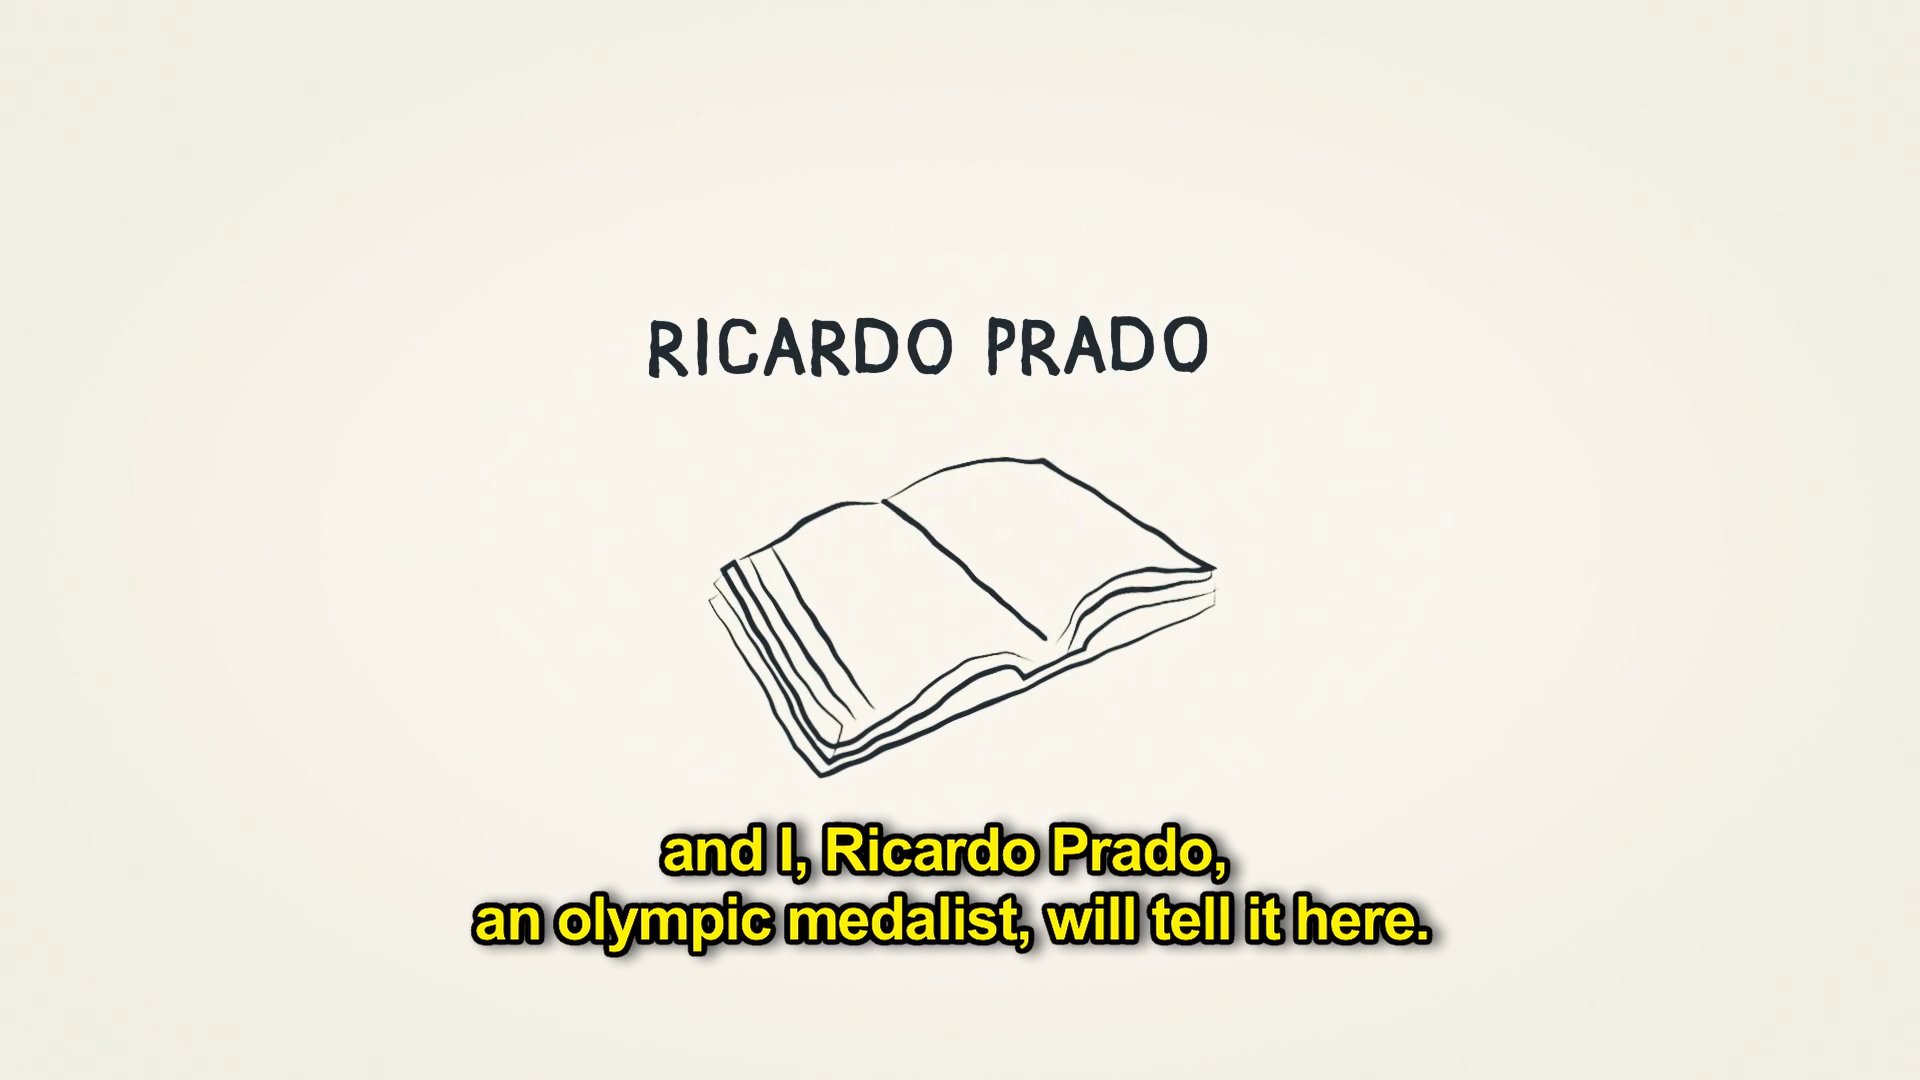 RICARDO PRADO
and I, Ricardo Prado,
an olympic medalist, will tell it here.